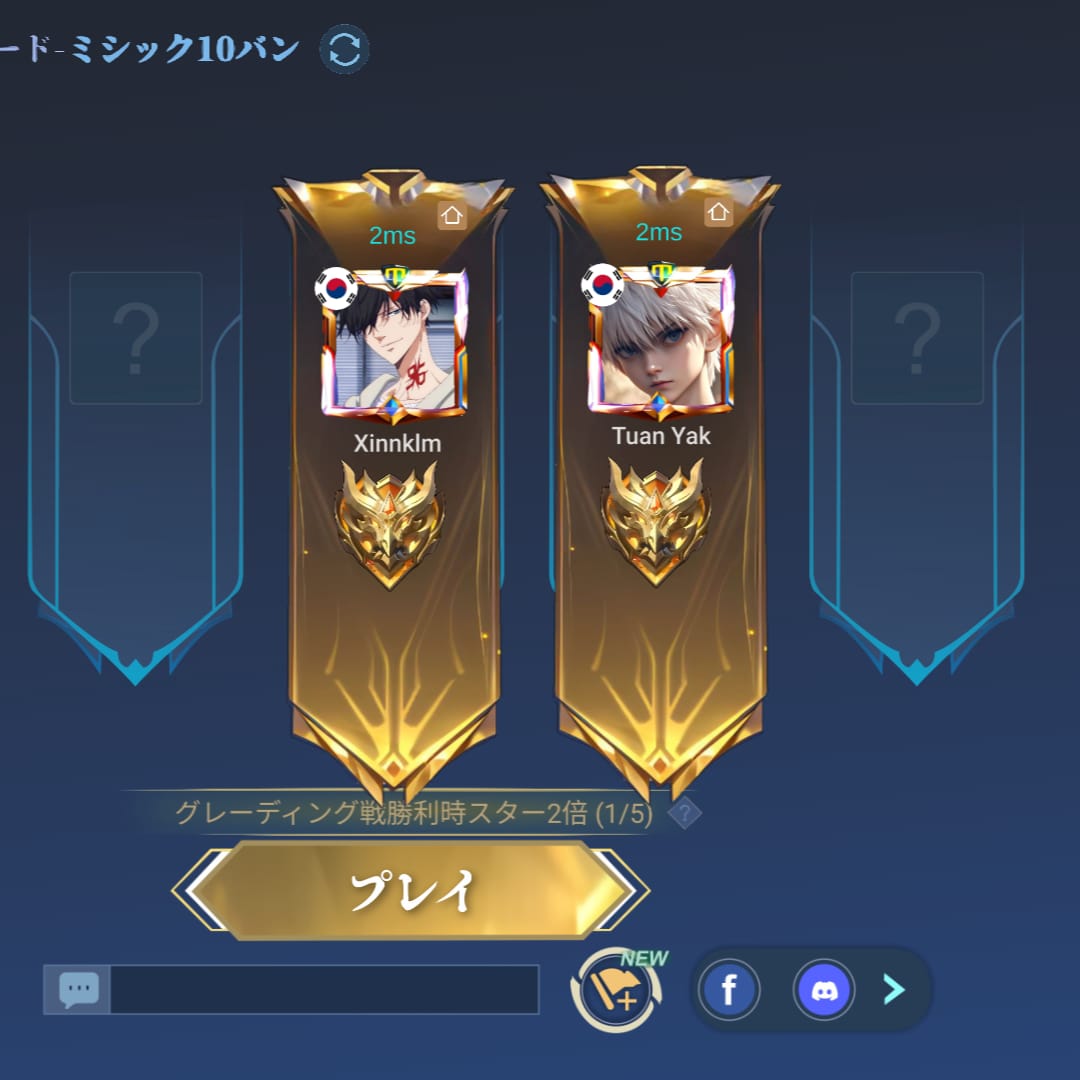 ード-ミシック10バン
2ms
2ms
?
?
Xinnklm
Tuan Yak
グレーディング戦勝利時スター2倍 (1/5) ?
プレイ
NEW
f